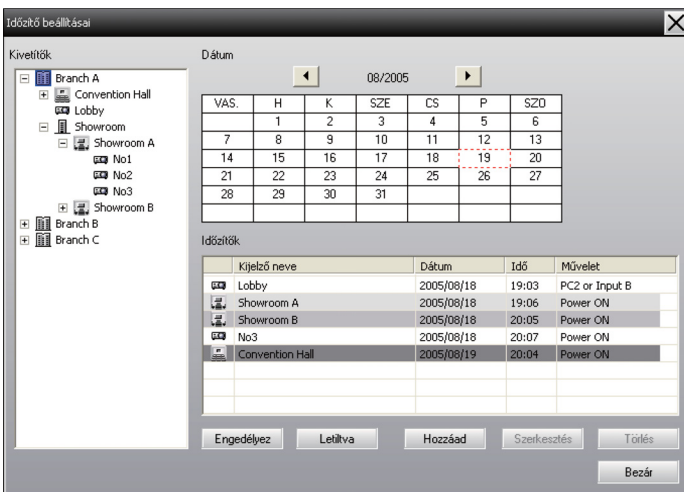 Időzítő beállításai
Kivetítők
Branch A
Convention Hall
Lobby
Showroom
Showroom A
No1
No2
No3
Showroom B
Branch B
Branch C
Dátum
08/2005
VAS. H K SZE CS P SZO
1 2 3 4 5 6
7 8 9 10 11 12 13
14 15 16 17 18 19 20
21 22 23 24 25 26 27
28 29 30 31
Időzítők
Kijelző neve Dátum Idő Művelet
Lobby 2005/08/18 19:03 PC2 or Input B
Showroom A 2005/08/18 19:06 Power ON
Showroom B 2005/08/18 20:05 Power ON
No3 2005/08/18 20:07 Power ON
Convention Hall 2005/08/19 20:04 Power ON
Engedélyez Letiltva Hozzáad Szerkesztés Törlés
Bezár